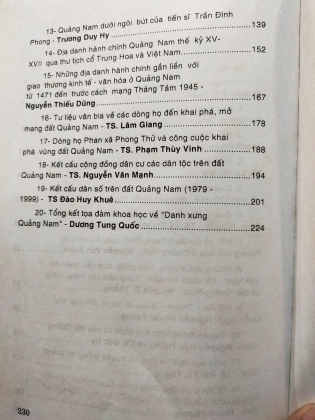 13- Quảng Nam dưới ngòi bút của tiến sĩ Trần Đình
Phong - Trương Duy Hy 139
14- Địa danh hành chính Quảng Nam thế kỷ XV-
XVII qua thư tịch cổ Trung Hoa và Việt Nam 152
15- Những địa danh hành chính gắn liền với
giao thương kinh tế - văn hóa ở Quảng Nam
từ 1471 đến trước cách mạng Tháng Tám 1945 -
Nguyễn Thiếu Dũng 167
16- Tư liệu văn bia về các dòng họ đến khai phá, mở
mang đất Quảng Nam - TS. Lâm Giang 178
17- Dòng họ Phan xã Phong Thử và công cuộc khai
phá vùng đất Quảng Nam - TS. Phạm Thùy Vinh 188
18- Kết cấu cộng đồng dân cư các dân tộc trên đất
Quảng Nam - TS. Nguyễn Văn Mạnh 194
19- Kết cấu dân số trên đất Quảng Nam (1979 -
1999) - TS Đào Huy Khuê 201
20- Tổng kết tọa đàm khoa học về "Danh xưng
Quảng Nam" - Dương Trung Quốc 224
230